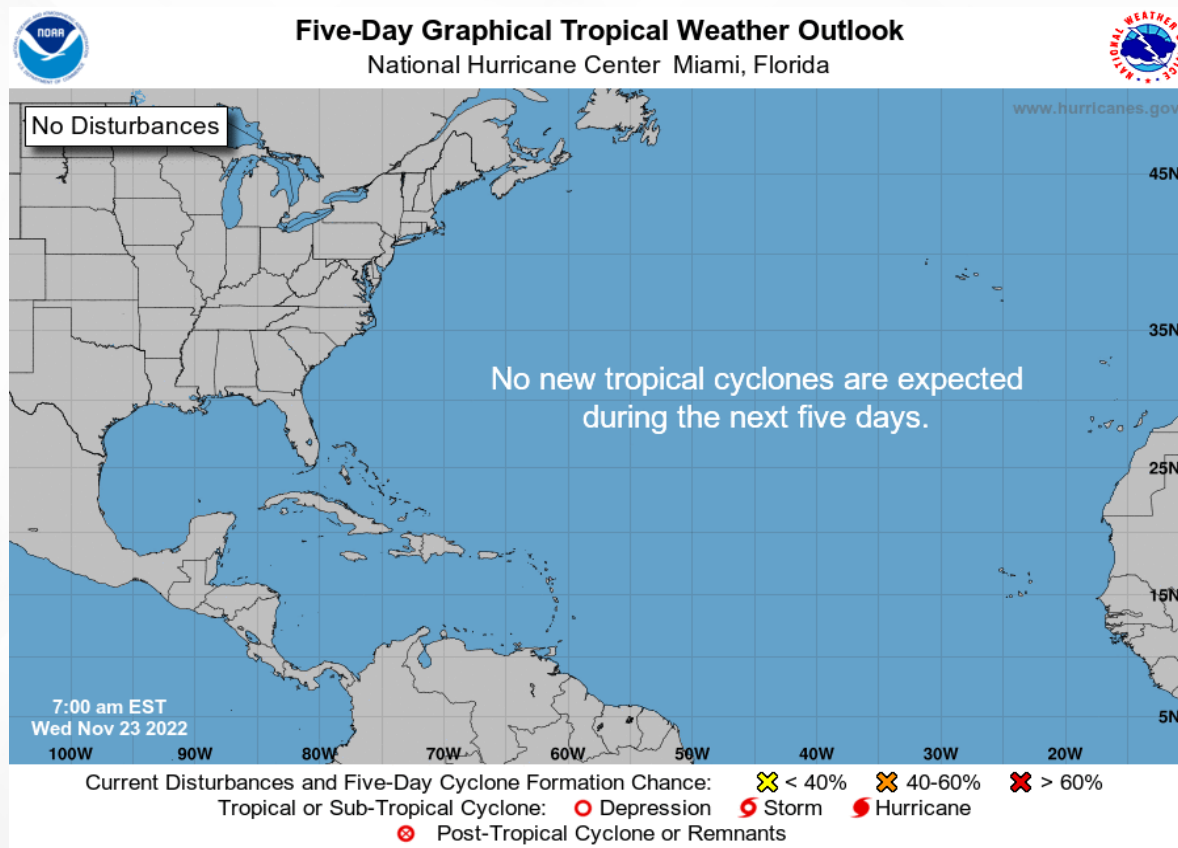 Five-Day Graphical Tropical Weather Outlook
National Hurricane Center Miami, Florida
NOAA
NATIONAL WEATHER
No Disturbances
www.hurricanes.gov
45N
35N
No new tropical cyclones are expected
during the next five days.
25N
15N
7:00 am EST
Wed Nov 23 2022
5N
100W 90W 80W 70W 60W 50W 40W 30W 20W
Current Disturbances and Five-Day Cyclone Formation Chance: < 40% 40-60% > 60%
Tropical or Sub-Tropical Cyclone: Depression Storm Hurricane
Post-Tropical Cyclone or Remnants